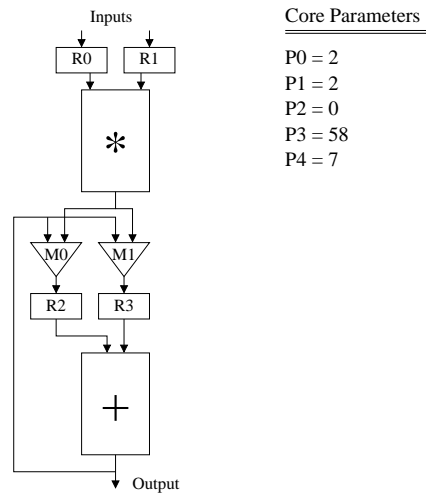 Inputs
R0 R1
*
M0 M1
R2 R3
+
Output
Core Parameters
P0 = 2
P1 = 2
P2 = 0
P3 = 58
P4 = 7